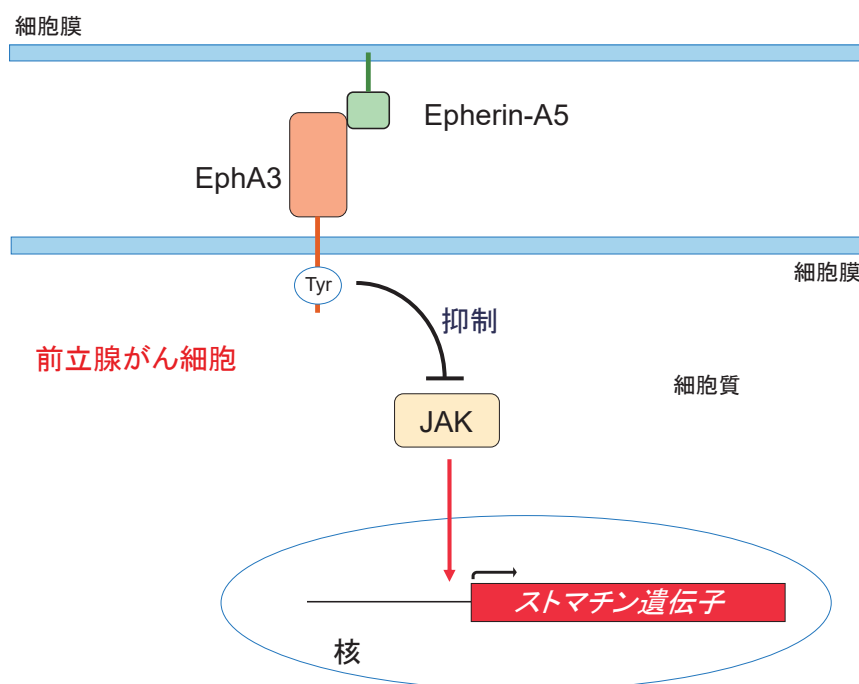 細胞膜
Epherin-A5
EphA3
細胞膜
Tyr
抑制
前立腺がん細胞
細胞質
JAK
ストマチン遺伝子
核